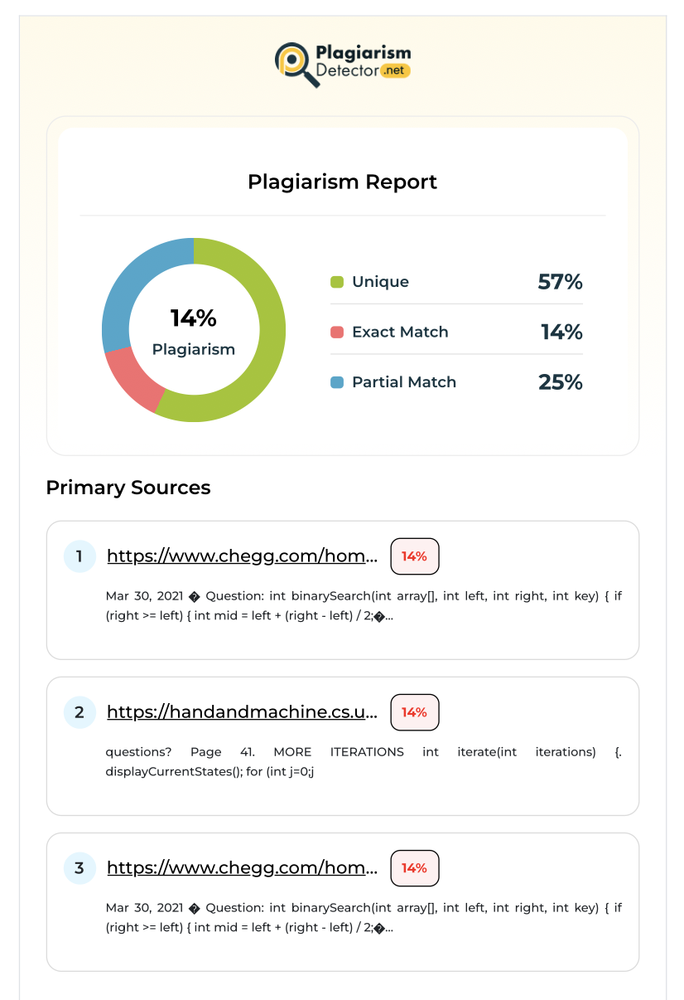 Plagiarism
Detector .net
Plagiarism Report
14%
Plagiarism
Unique 57%
Exact Match 14%
Partial Match 25%
Primary Sources
1 https://www.chegg.com/hom... 14%
Mar 30, 2021 � Question: int binarySearch(int array[], int left, int right, int key) { if
(right >= left) { int mid = left + (right - left) / 2;�...
2 https://handandmachine.cs.u... 14%
questions? Page 41. MORE ITERATIONS int iterate(int iterations) {.
displayCurrentStates(); for (int j=0;j
3 https://www.chegg.com/hom... 14%
Mar 30, 2021 � Question: int binarySearch(int array[], int left, int right, int key) { if
(right >= left) { int mid = left + (right - left) / 2;�...